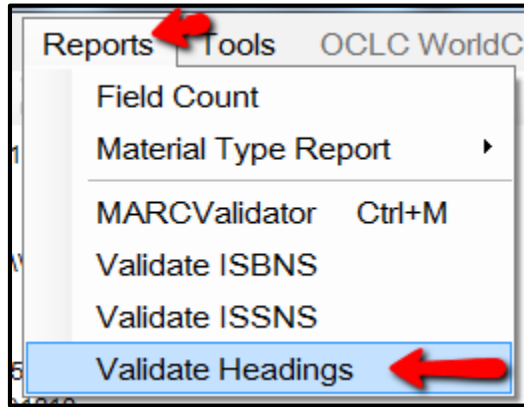 Reports Tools OCLC WorldC
Field Count
Material Type Report
MARCValidator Ctrl+M
Validate ISBNS
Validate ISSNS
Validate Headings